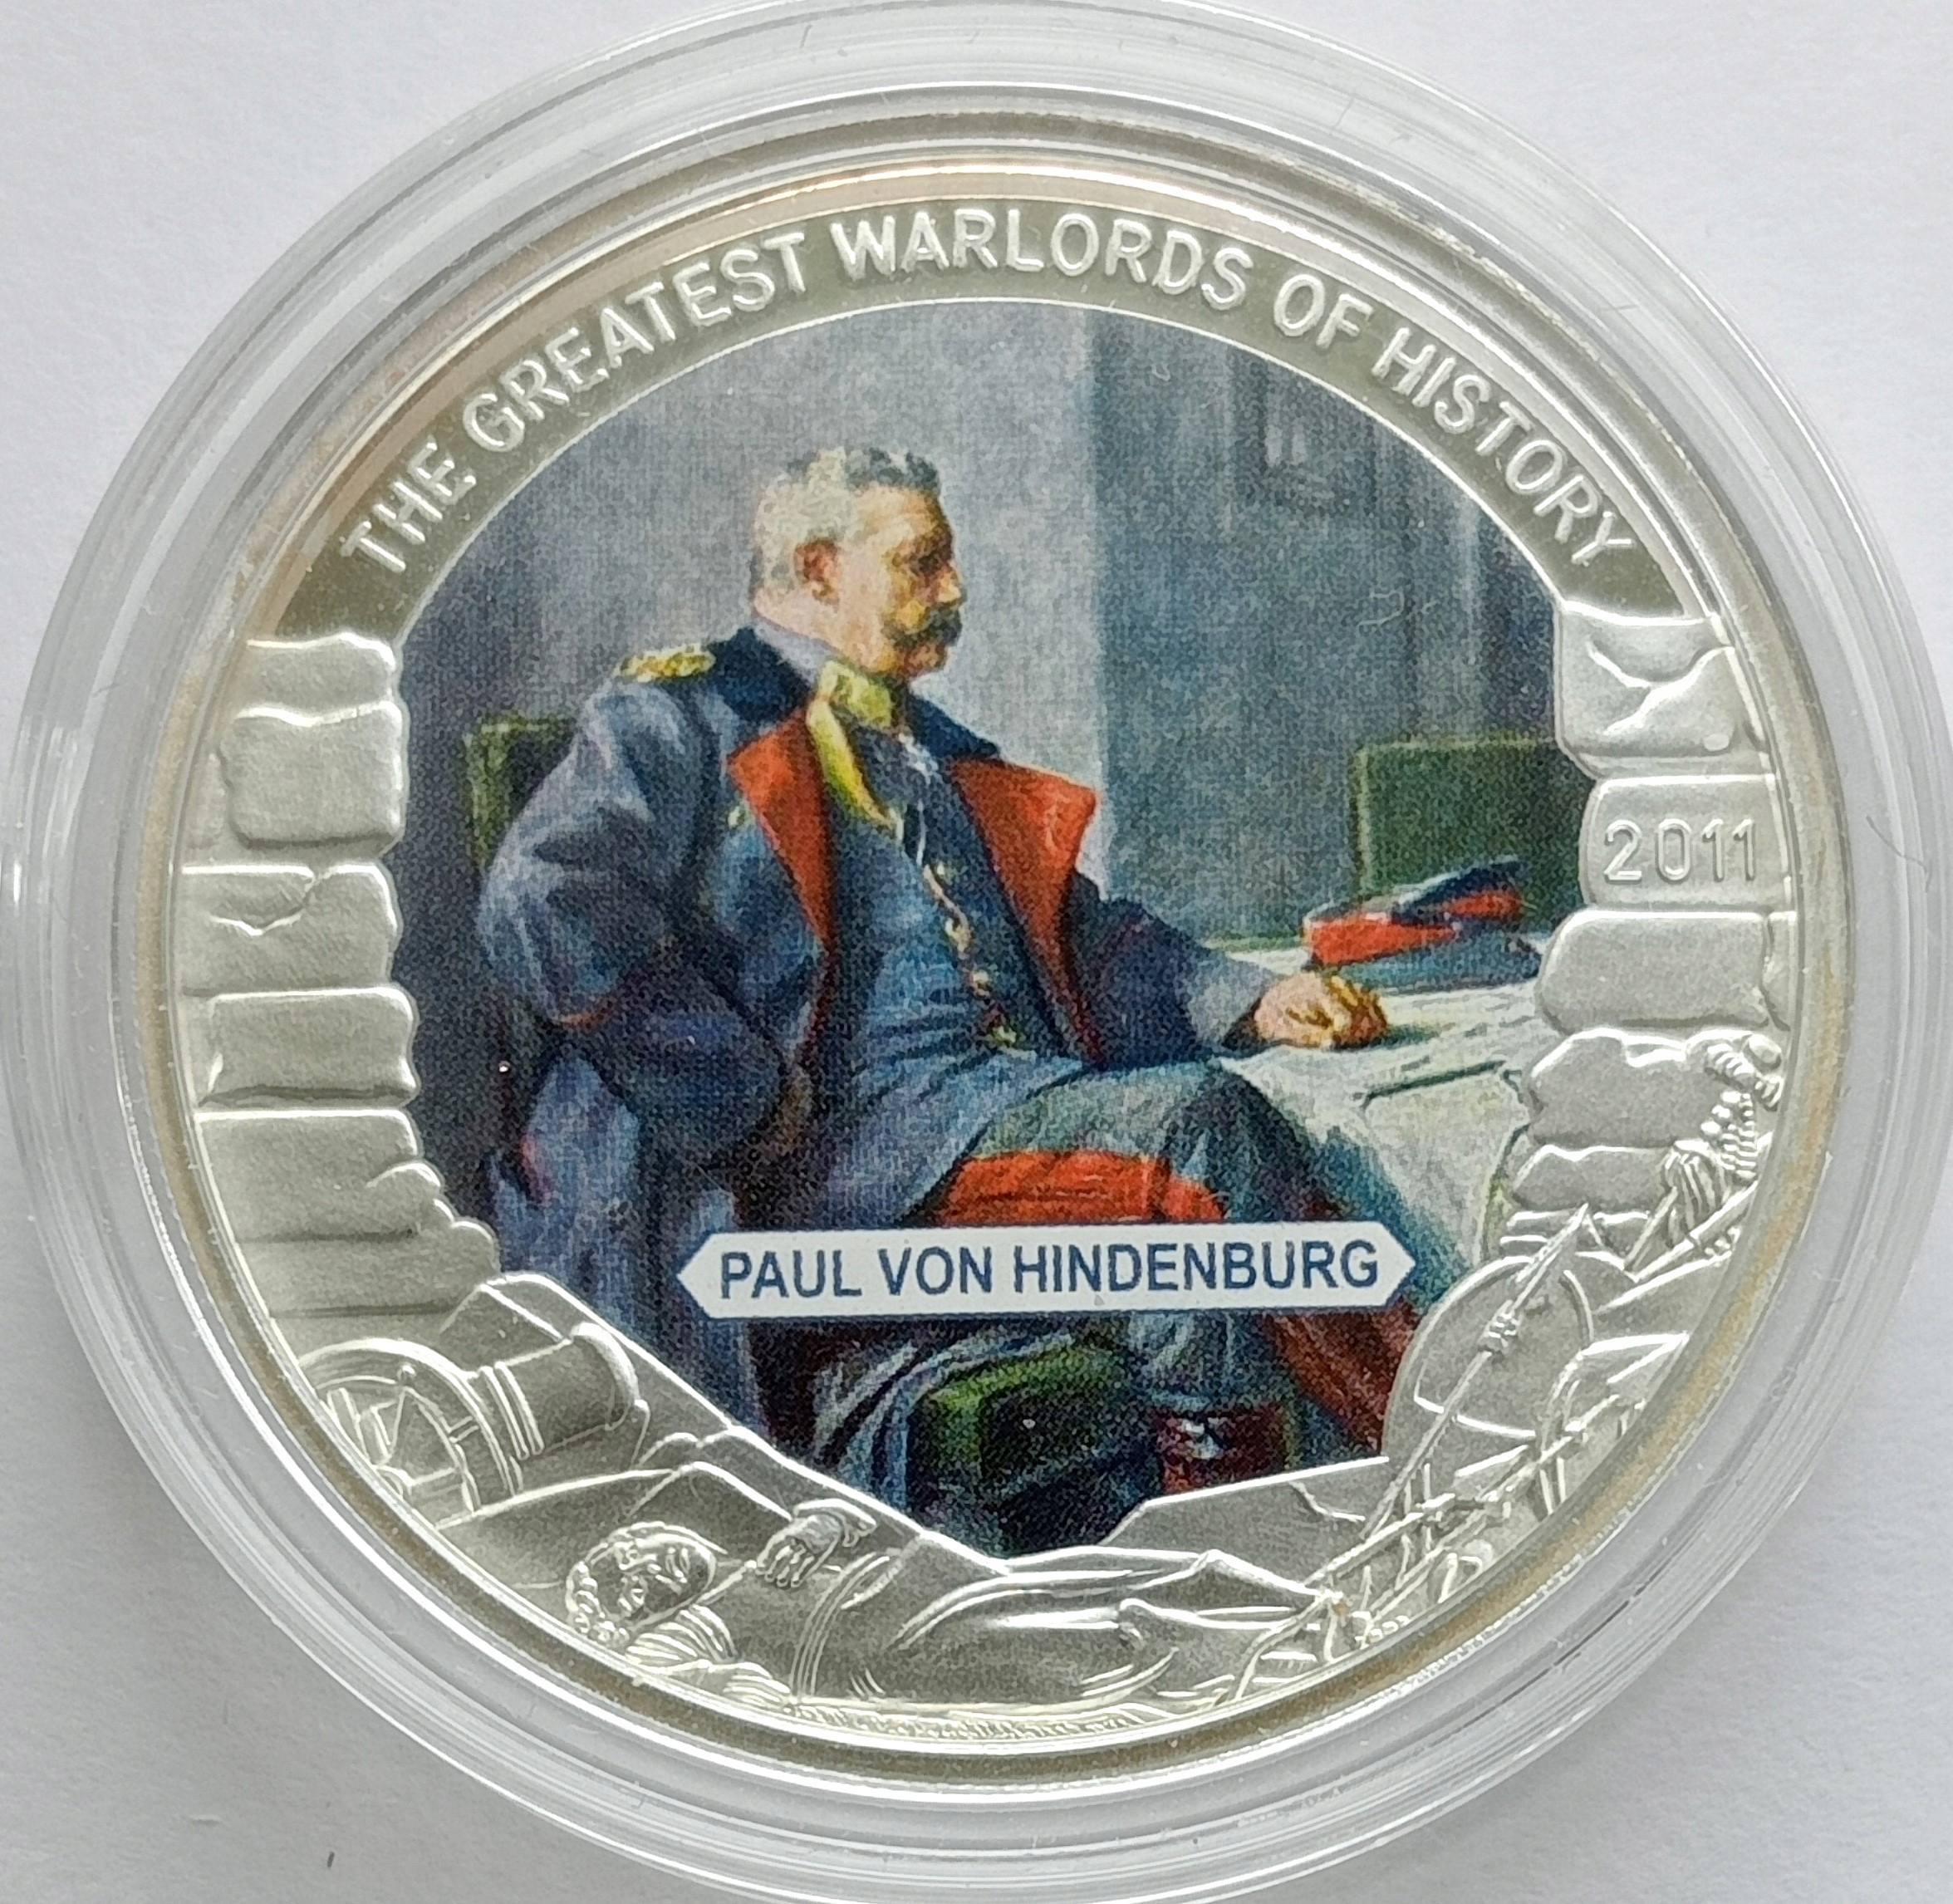 THE GREATEST WARLORDS OF HISTORY
2011
PAUL VON HINDENBURG